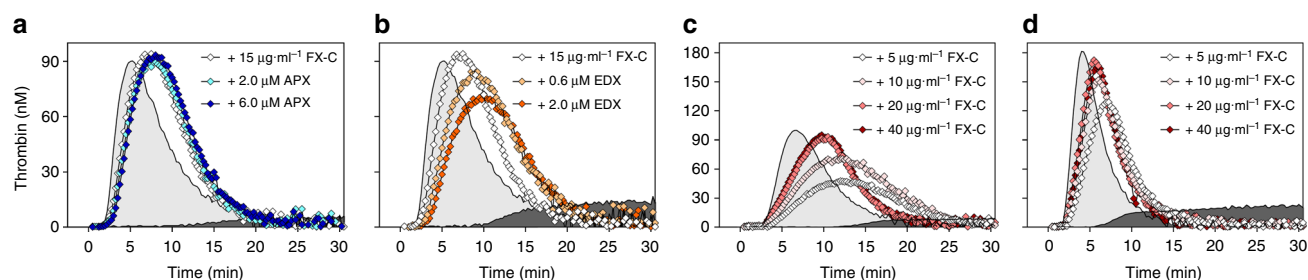 a
b
c
d
Thrombin (nM)
90
60
30
0
+ 15 µg·ml⁻¹ FX-C
+ 2.0 µM APX
+ 6.0 µM APX
0 5 10 15 20 25 30
Time (min)
90
60
30
0
+ 15 µg·ml⁻¹ FX-C
+ 0.6 µM EDX
+ 2.0 µM EDX
0 5 10 15 20 25 30
Time (min)
180
150
120
90
60
30
0
+ 5 µg·ml⁻¹ FX-C
+ 10 µg·ml⁻¹ FX-C
+ 20 µg·ml⁻¹ FX-C
+ 40 µg·ml⁻¹ FX-C
0 5 10 15 20 25 30
Time (min)
+ 5 µg·ml⁻¹ FX-C
+ 10 µg·ml⁻¹ FX-C
+ 20 µg·ml⁻¹ FX-C
+ 40 µg·ml⁻¹ FX-C
0 5 10 15 20 25 30
Time (min)